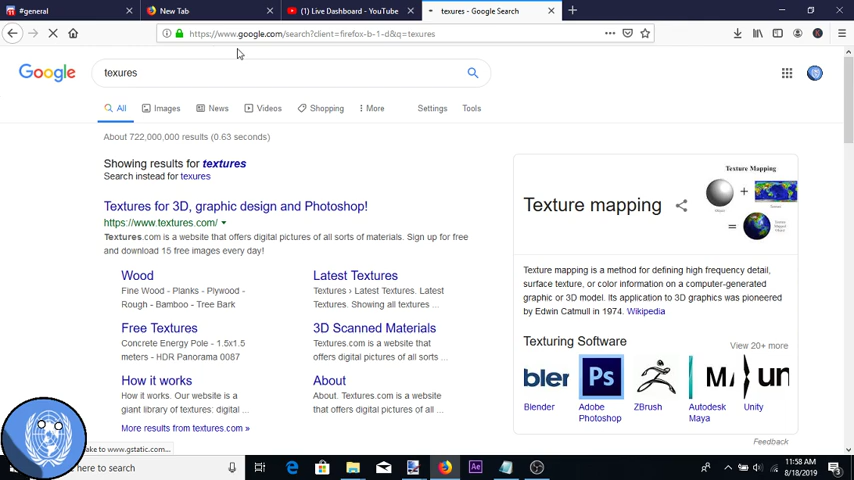 #general
New Tab
(1) Live Dashboard - YouTube
texures - Google Search
https://www.google.com/search?client=firefox-b-1-d&q=texures
Google
texures
All Images News Videos Shopping More Settings Tools
About 722,000,000 results (0.63 seconds)
Showing results for textures
Search instead for texures
Textures for 3D, graphic design and Photoshop!
https://www.textures.com/
Textures.com is a website that offers digital pictures of all sorts of materials. Sign up for free
and download 15 free images every day!
Wood
Fine Wood - Planks - Plywood -
Rough - Bamboo - Tree Bark
Latest Textures
Textures › Latest Textures. Latest
Textures. Showing all textures ...
Free Textures
Concrete Energy Pole - 1.5x1.5
meters - HDR Panorama 0087
3D Scanned Materials
Textures.com is a website that
offers digital pictures of all sorts ...
How it works
How it works. Our website is a
giant library of textures: digital ...
About
Textures.com is a website that
offers digital pictures of all sorts ...
More results from textures.com »
Texture mapping
Texture Mapping
Texture mapping is a method for defining high frequency detail,
surface texture, or color information on a computer-generated
graphic or 3D model. Its application to 3D graphics was pioneered
by Edwin Catmull in 1974. Wikipedia
Texturing Software
View 20+ more
Ps
Blender
Adobe
Photoshop
ZBrush
Autodesk
Maya
Unity
Feedback
ake to www.gstatic.com...
here to search
Ae
11:58 AM
8/18/2019
3